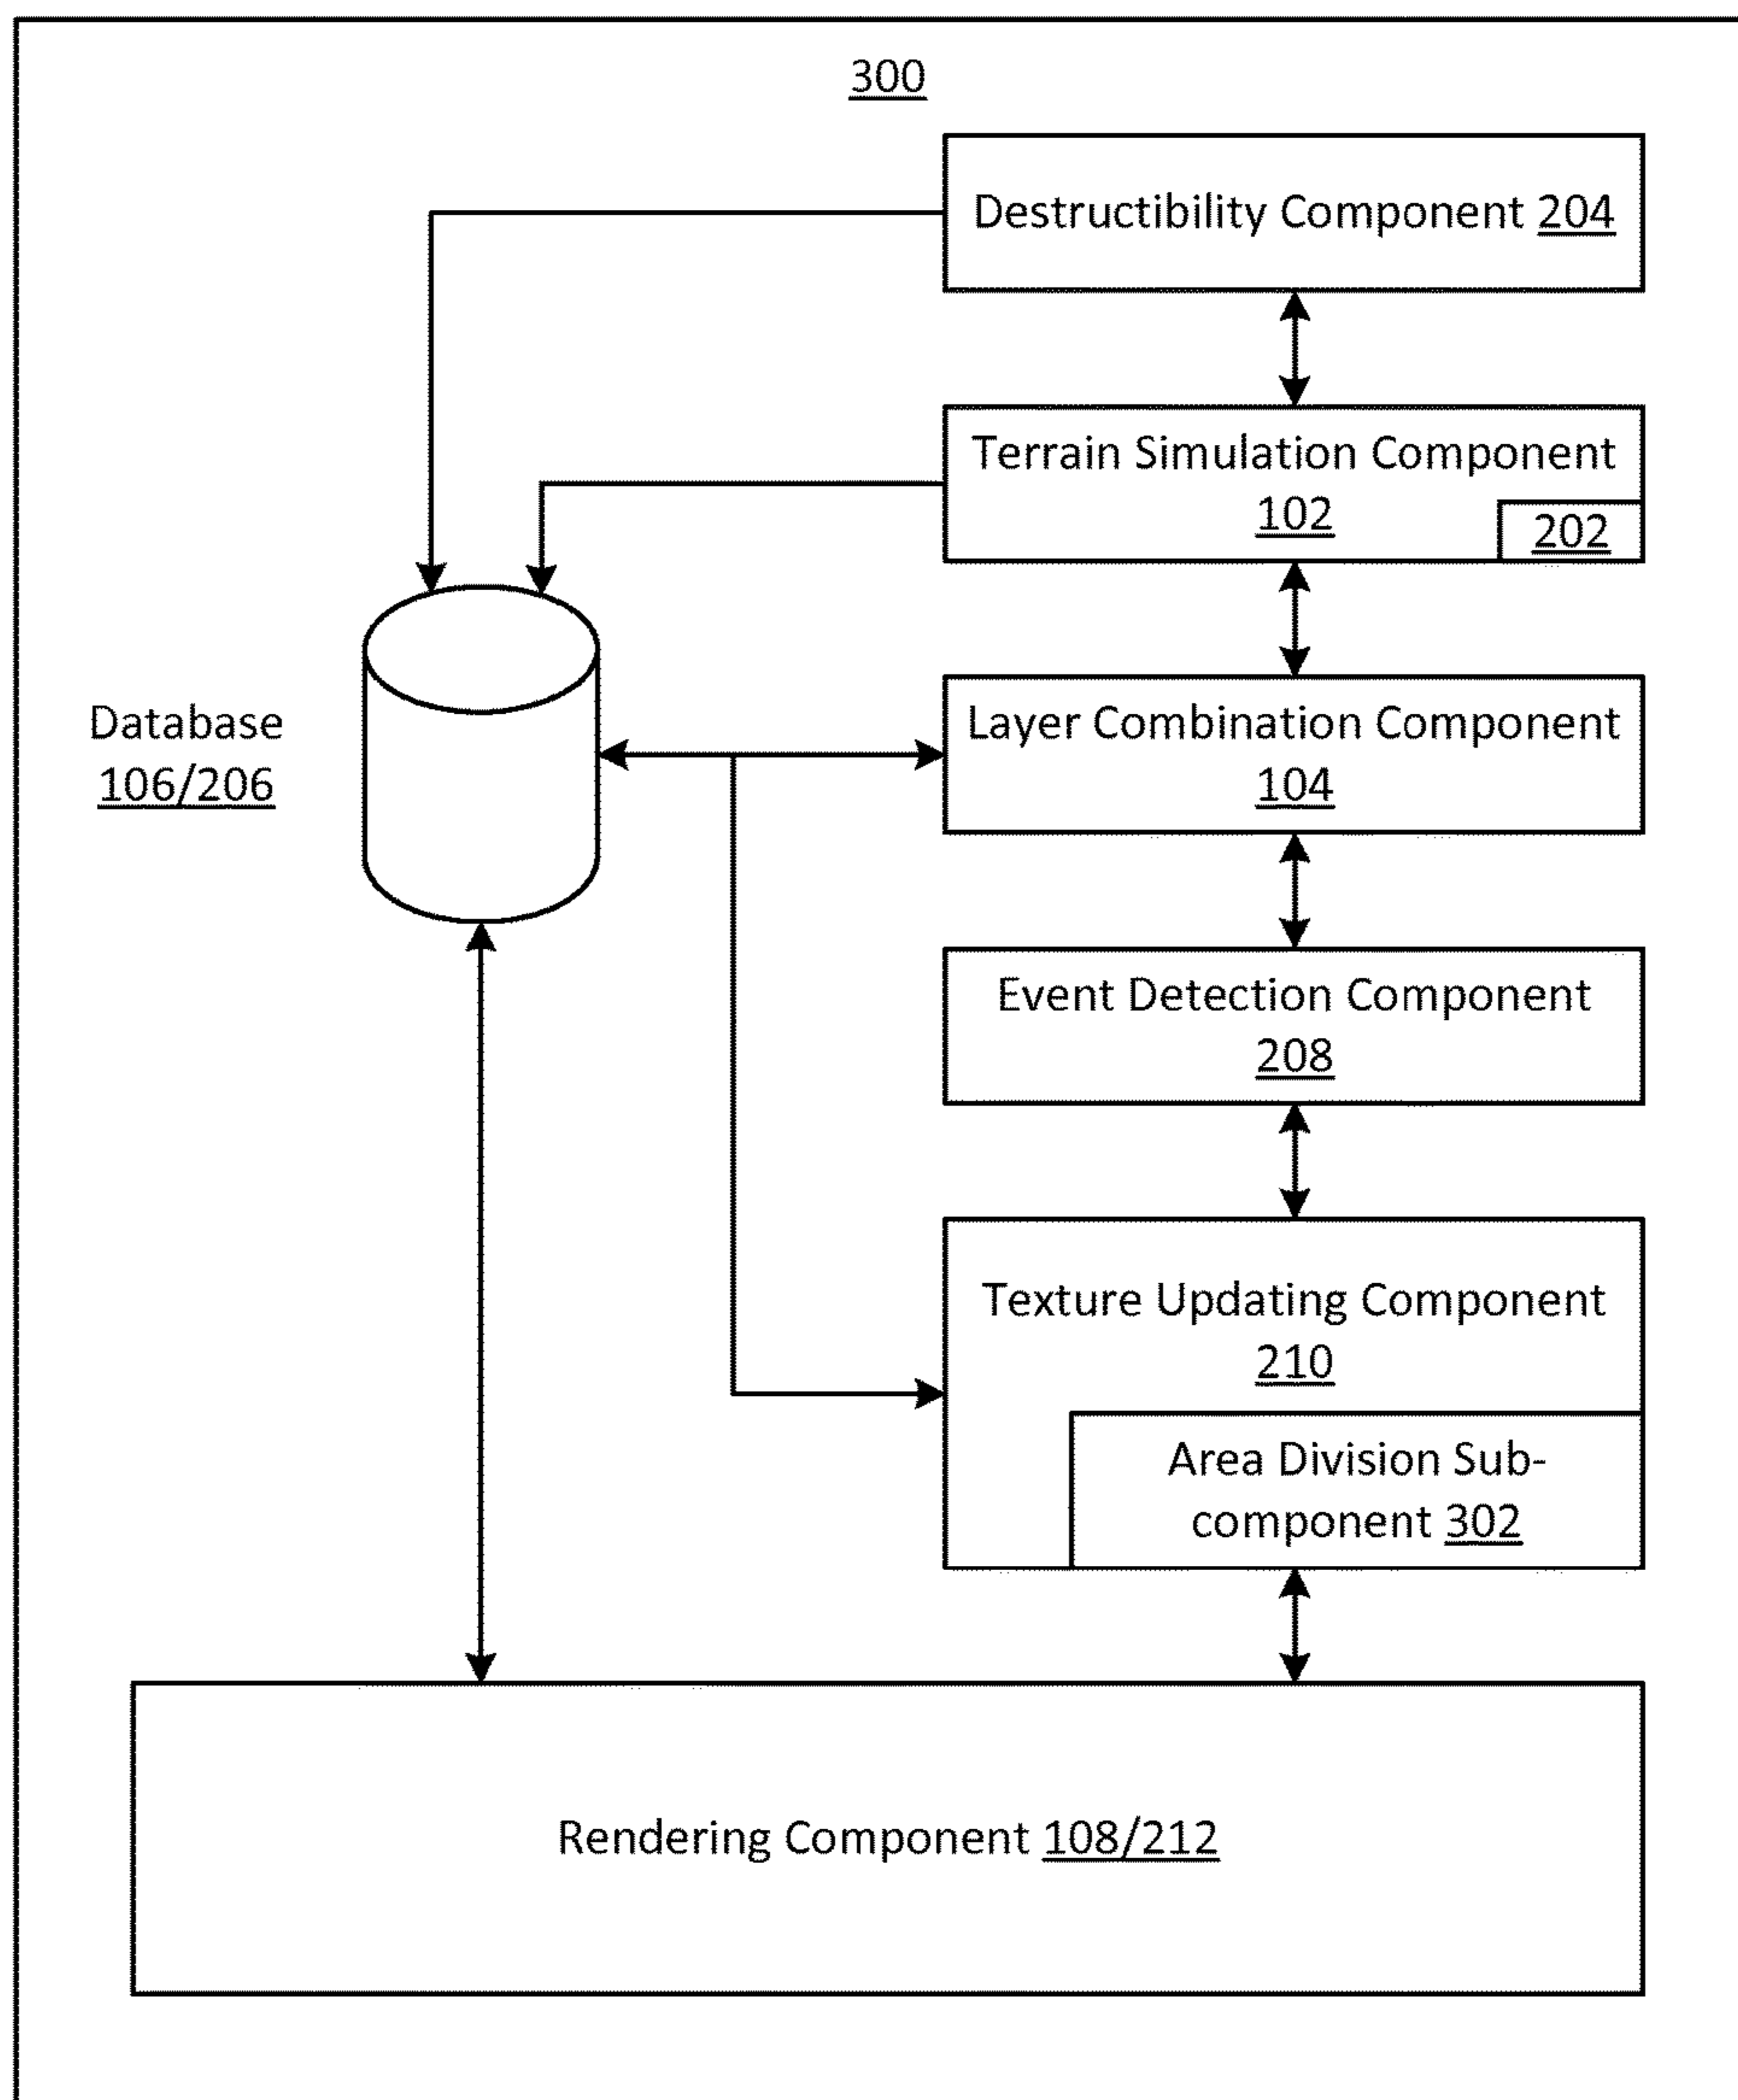 300
Destructibility Component 204
Terrain Simulation Component
102
202
Database
106/206
Layer Combination Component
104
Event Detection Component
208
Texture Updating Component
210
Area Division Sub-
component 302
Rendering Component 108/212